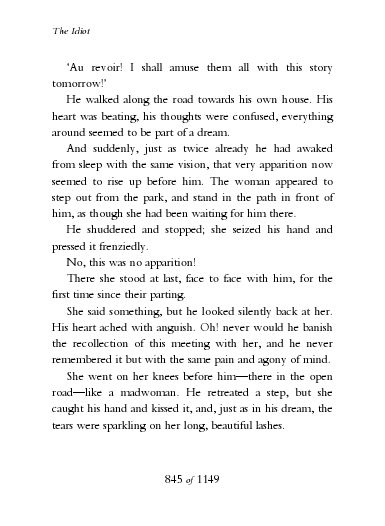 The Idiot
‘Au revoir! I shall amuse them all with this story
tomorrow!’
He walked along the road towards his own house. His
heart was beating, his thoughts were confused, everything
around seemed to be part of a dream.
And suddenly, just as twice already he had awaked
from sleep with the same vision, that very apparition now
seemed to rise up before him. The woman appeared to
step out from the park, and stand in the path in front of
him, as though she had been waiting for him there.
He shuddered and stopped; she seized his hand and
pressed it frenziedly.
No, this was no apparition!
There she stood at last, face to face with him, for the
first time since their parting.
She said something, but he looked silently back at her.
His heart ached with anguish. Oh! never would he banish
the recollection of this meeting with her, and he never
remembered it but with the same pain and agony of mind.
She went on her knees before him—there in the open
road—like a madwoman. He retreated a step, but she
caught his hand and kissed it, and, just as in his dream, the
tears were sparkling on her long, beautiful lashes.
845 of 1149